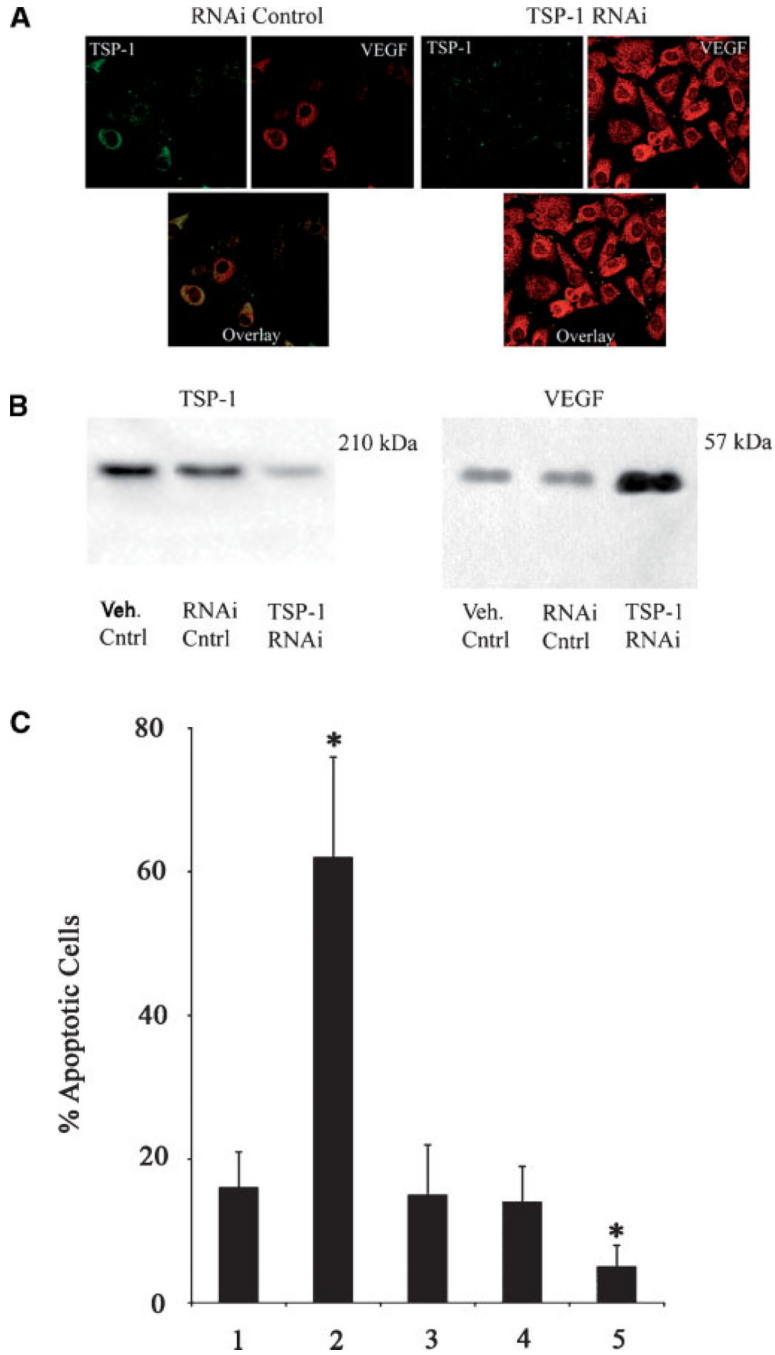 A
RNAi Control
TSP-1 RNAi
TSP-1
VEGF
TSP-1
VEGF
Overlay
Overlay
B
TSP-1
VEGF
210 kDa
57 kDa
Veh. RNAi TSP-1
Cntrl Cntrl RNAi
Veh. RNAi TSP-1
Cntrl Cntrl RNAi
C
80
*
60
% Apoptotic Cells
40
20
*
0
1 2 3 4 5